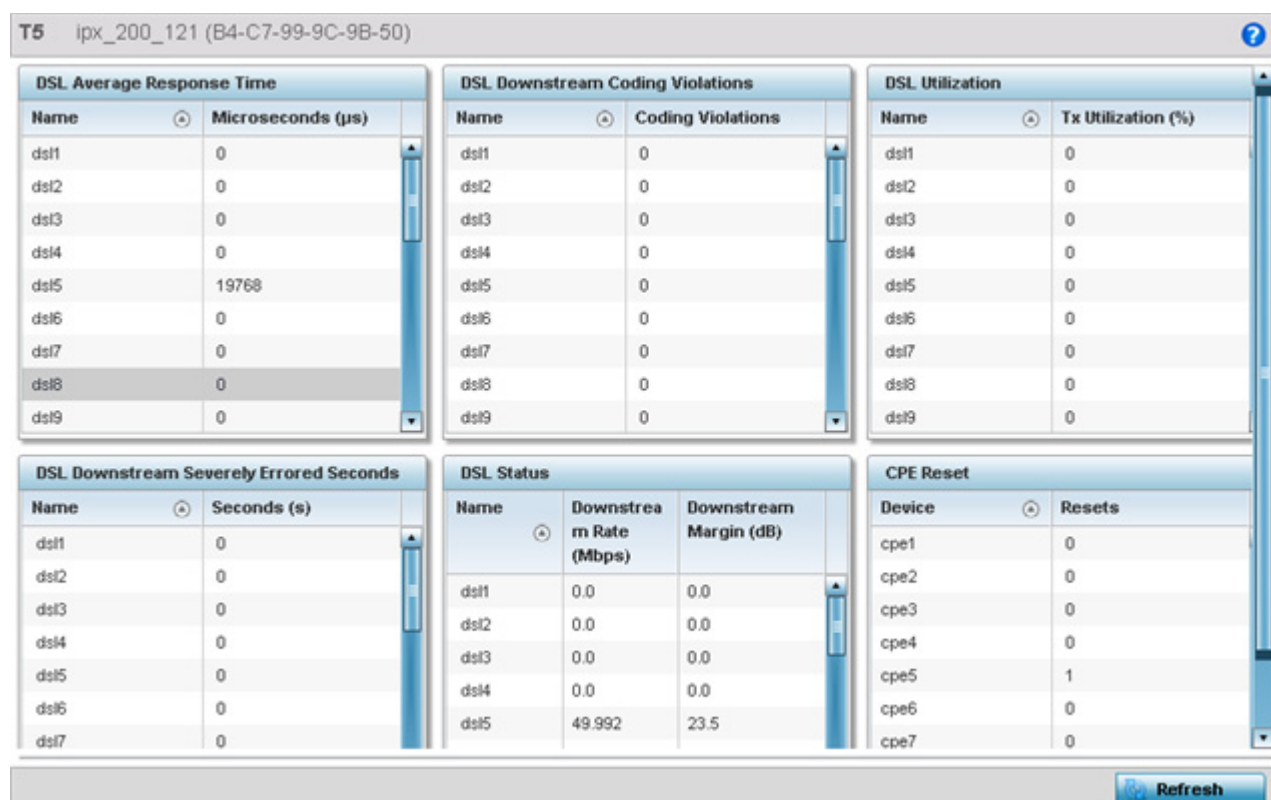 T5 ipx_200_121 (B4-C7-99-9C-9B-50)
?
DSL Average Response Time
Name Microseconds (µs)
dsl1 0
dsl2 0
dsl3 0
dsl4 0
dsl5 19768
dsl6 0
dsl7 0
dsl8 0
dsl9 0
DSL Downstream Coding Violations
Name Coding Violations
dsl1 0
dsl2 0
dsl3 0
dsl4 0
dsl5 0
dsl6 0
dsl7 0
dsl8 0
dsl9 0
DSL Utilization
Name Tx Utilization (%)
dsl1 0
dsl2 0
dsl3 0
dsl4 0
dsl5 0
dsl6 0
dsl7 0
dsl8 0
dsl9 0
DSL Downstream Severely Errored Seconds
Name Seconds (s)
dsl1 0
dsl2 0
dsl3 0
dsl4 0
dsl5 0
dsl6 0
dsl7 0
DSL Status
Name Downstrea Downstream
m Rate Margin (dB)
(Mbps)
dsl1 0.0 0.0
dsl2 0.0 0.0
dsl3 0.0 0.0
dsl4 0.0 0.0
dsl5 49.992 23.5
CPE Reset
Device Resets
cpe1 0
cpe2 0
cpe3 0
cpe4 0
cpe5 1
cpe6 0
cpe7 0
Refresh